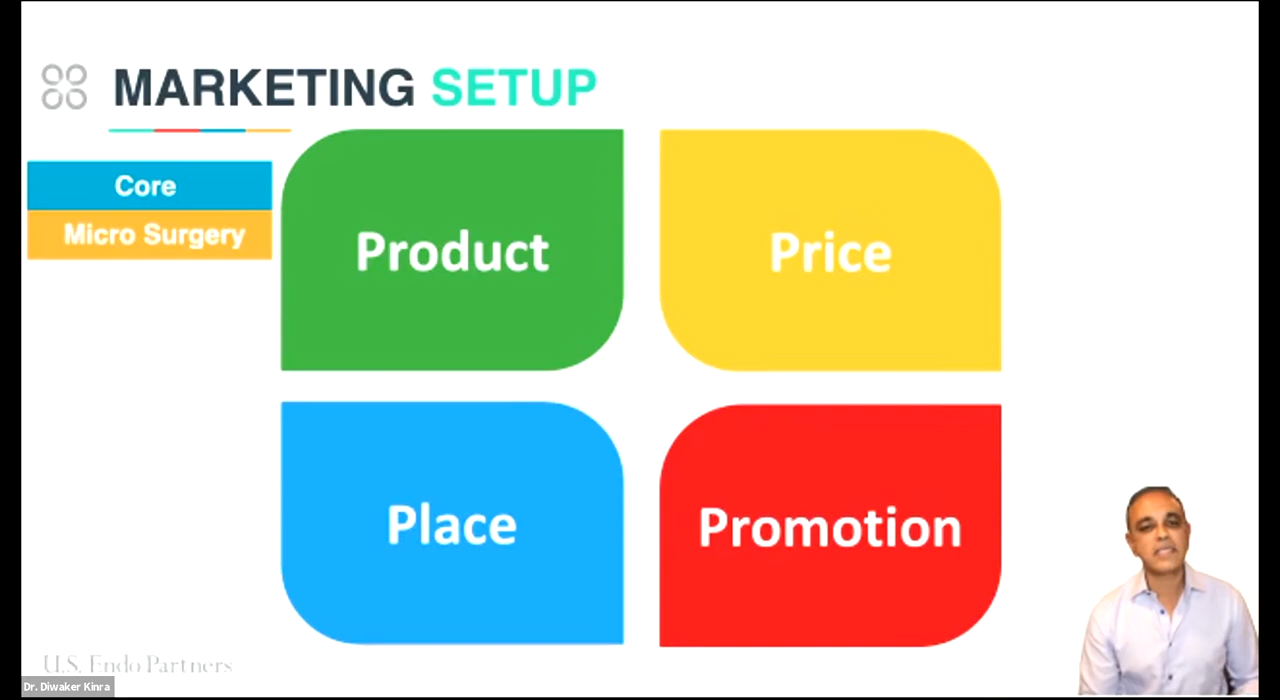 MARKETING SETUP
Core
Micro Surgery
Product
Price
Place
Promotion
U.S. Endo Partners
Dr. Diwaker Kinra